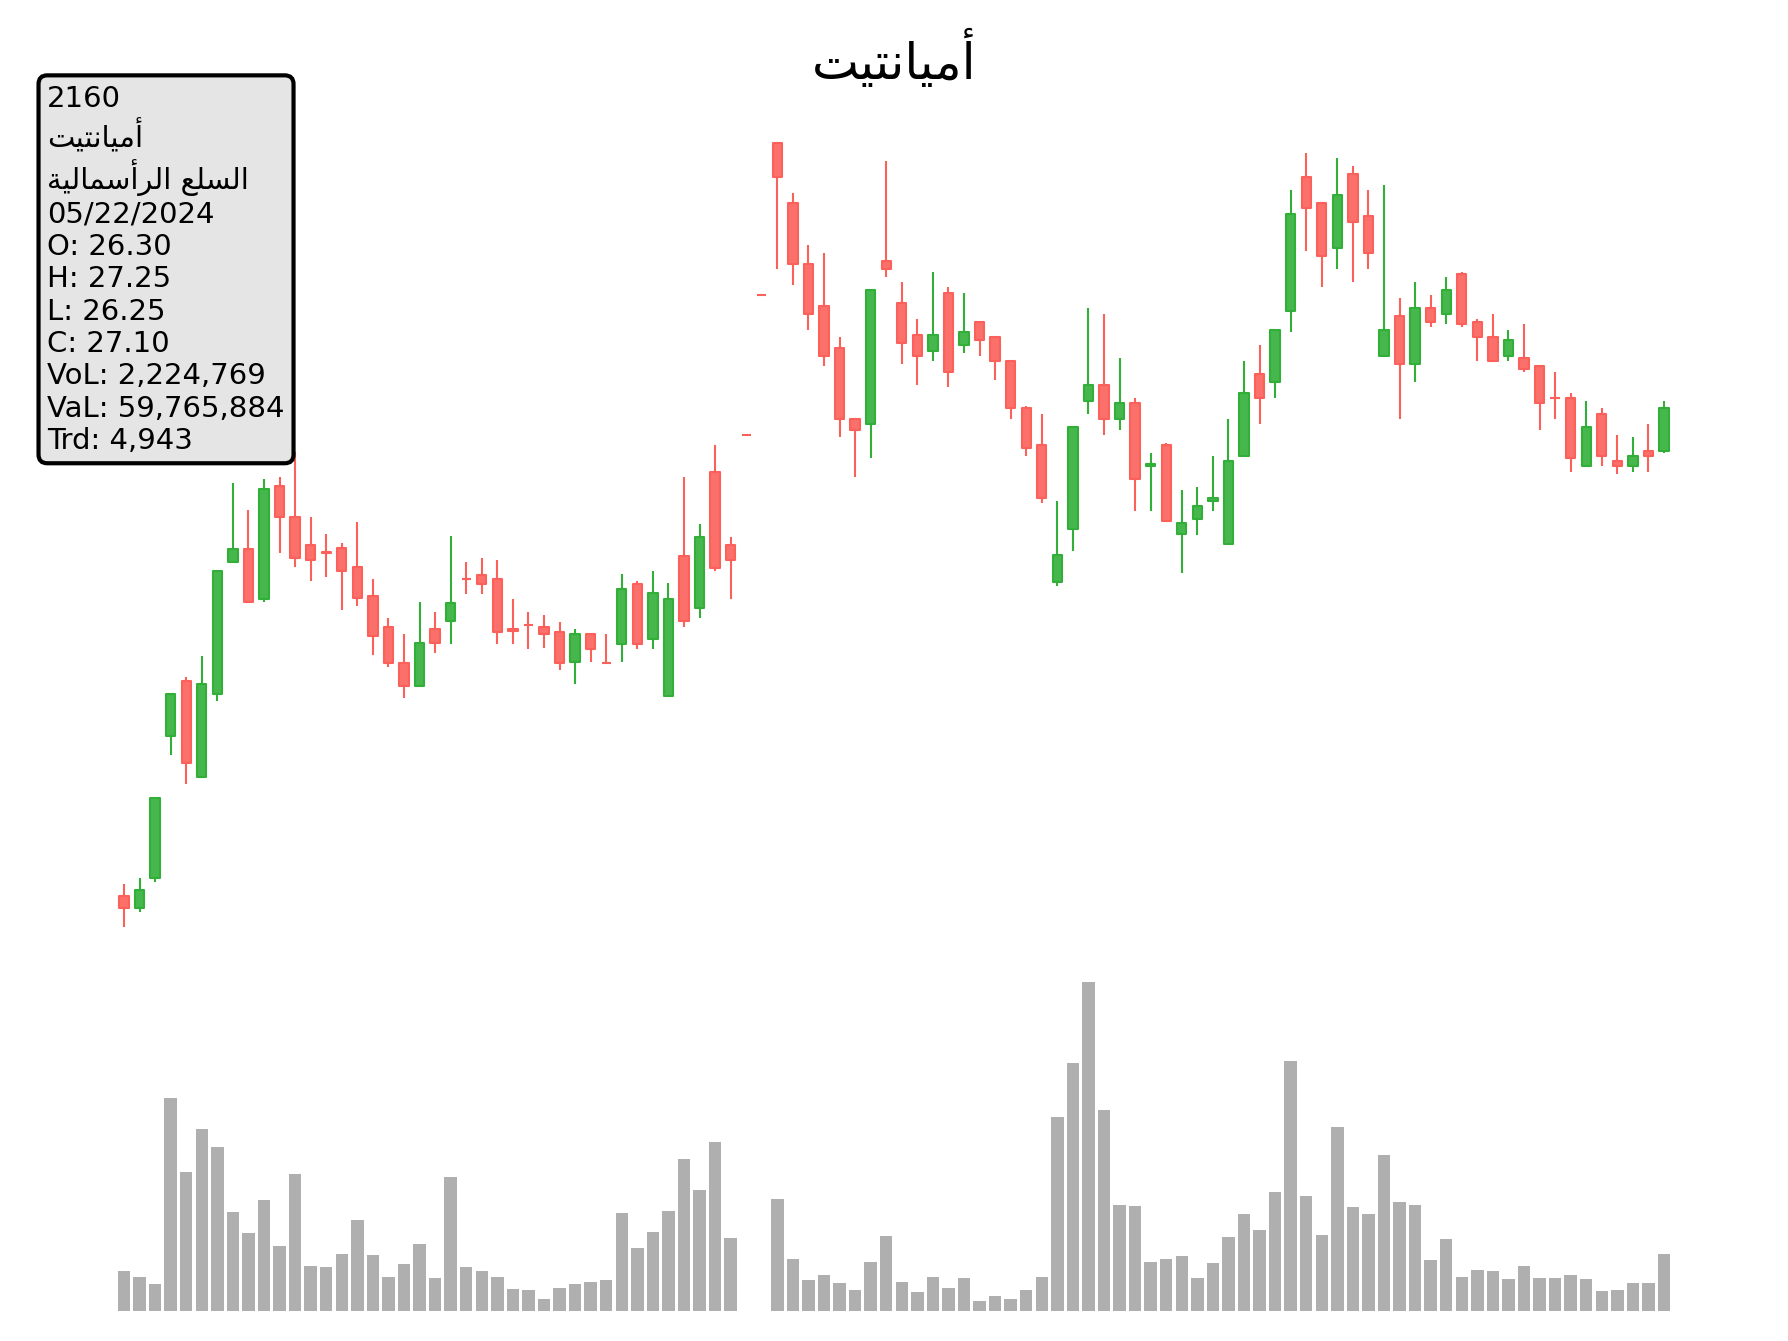 أميانتيت
2160
أميانتيت
السلع الرأسمالية
05/22/2024
O: 26.30
H: 27.25
L: 26.25
C: 27.10
VoL: 2,224,769
VaL: 59,765,884
Trd: 4,943